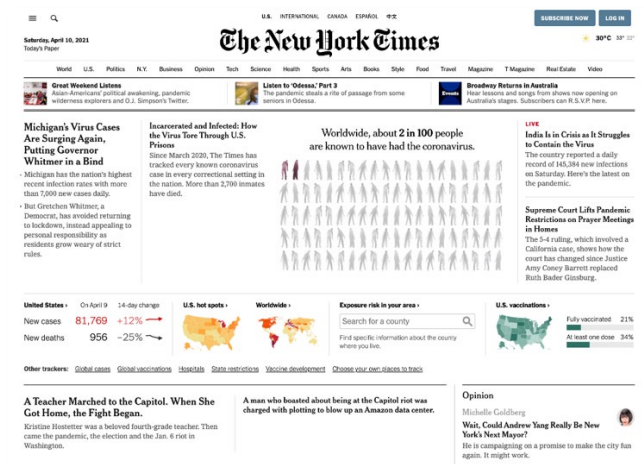 U.S. INTERNATIONAL CANADA ESPAÑOL 中文
SUBSCRIBE NOW LOG IN
Saturday, April 10, 2021
Today's Paper
The New York Times
30°C 33° 22°
World U.S. Politics N.Y. Business Opinion Tech Science Health Sports Arts Books Style Food Travel Magazine T Magazine Real Estate Video
Great Weekend Listens
Asian-Americans' political awakening, pandemic
wilderness explorers and O.J. Simpson's Twitter.
Listen to 'Odessa,' Part 3
The pandemic steals a rite of passage from some
seniors in Odessa.
Events
Broadway Returns in Australia
Hear lessons and songs from shows now opening on
Australia's stages. Subscribers can R.S.V.P. here.
Michigan's Virus Cases
Are Surging Again,
Putting Governor
Whitmer in a Bind
• Michigan has the nation's highest
recent infection rates with more
than 7,000 new cases daily.
• But Gretchen Whitmer, a
Democrat, has avoided returning
to lockdown, instead appealing to
personal responsibility as
residents grow weary of strict
rules.
Incarcerated and Infected: How
the Virus Tore Through U.S.
Prisons
Since March 2020, The Times has
tracked every known coronavirus
case in every correctional setting in
the nation. More than 2,700 inmates
have died.
Worldwide, about 2 in 100 people
are known to have had the coronavirus.
LIVE
India Is in Crisis as It Struggles
to Contain the Virus
The country reported a daily
record of 145,384 new infections
on Saturday. Here's the latest on
the pandemic.
Supreme Court Lifts Pandemic
Restrictions on Prayer Meetings
in Homes
The 5-4 ruling, which involved a
California case, shows how the
court has changed since Justice
Amy Coney Barrett replaced
Ruth Bader Ginsburg.
United States › On April 9 14-day change
New cases 81,769 +12%
New deaths 956 –25%
U.S. hot spots ›
Worldwide ›
Exposure risk in your area ›
Search for a county
Find specific information about the county
where you live.
U.S. vaccinations ›
Fully vaccinated 21%
At least one dose 34%
Other trackers: Global cases Global vaccinations Hospitals State restrictions Vaccine development Choose your own places to track
A Teacher Marched to the Capitol. When She
Got Home, the Fight Began.
Kristine Hostetter was a beloved fourth-grade teacher. Then
came the pandemic, the election and the Jan. 6 riot in
Washington.
A man who boasted about being at the Capitol riot was
charged with plotting to blow up an Amazon data center.
Opinion
Michelle Goldberg
Wait, Could Andrew Yang Really Be New
York's Next Mayor?
He is campaigning on a promise to make the city fun
again. It might work.